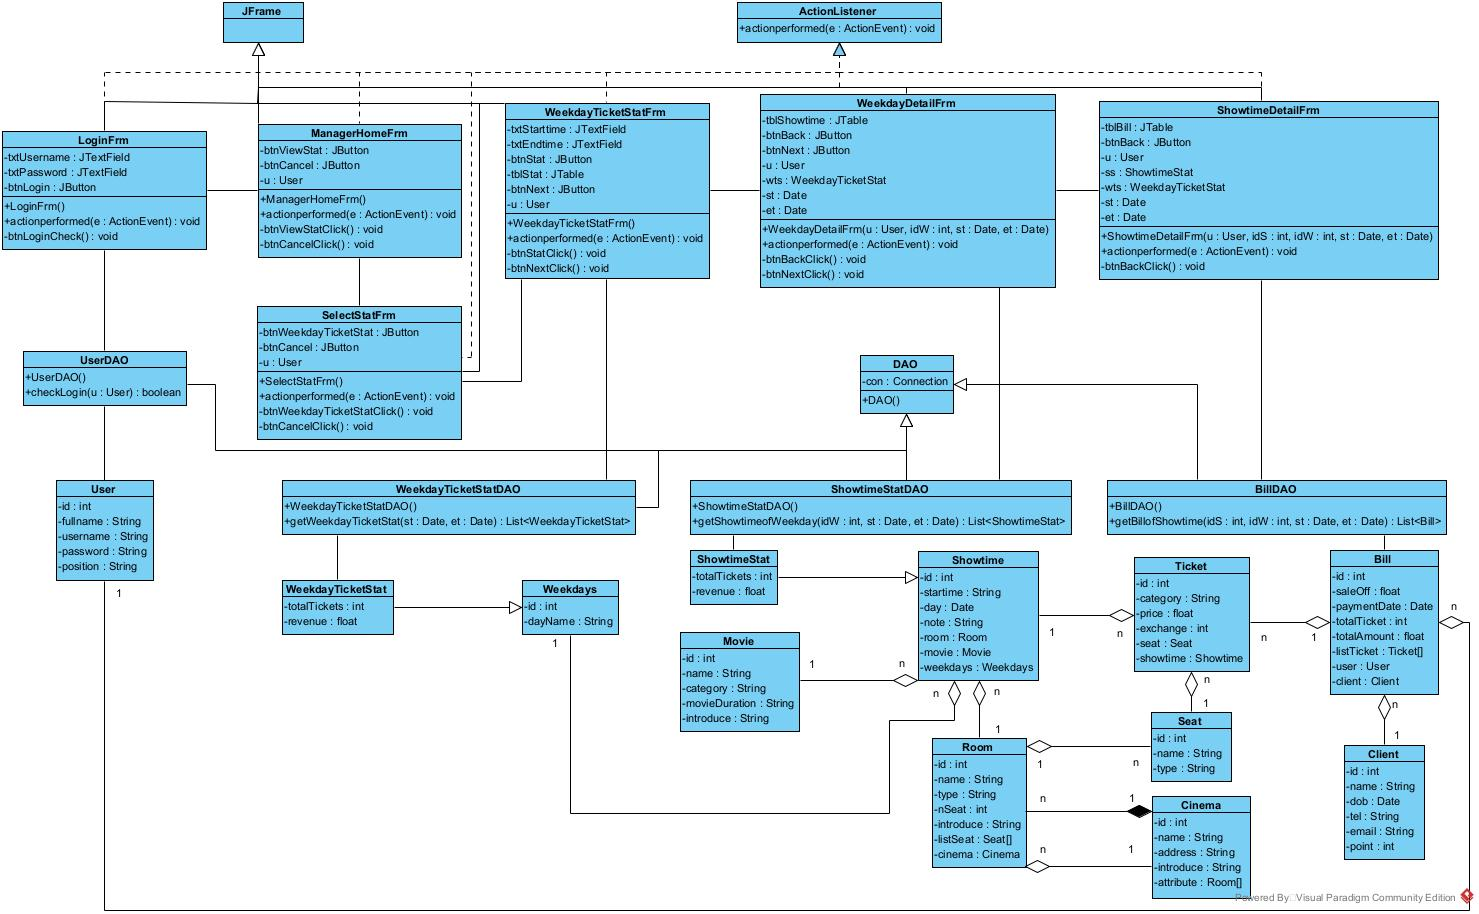 JFrame
ActionListener
+actionperformed(e : ActionEvent) : void
LoginFrm
-txtUsername : JTextField
-txtPassword : JTextField
-btnLogin : JButton
+LoginFrm()
+actionperformed(e : ActionEvent) : void
-btnLoginCheck() : void
ManagerHomeFrm
-btnViewStat : JButton
-btnCancel : JButton
-u : User
+ManagerHomeFrm()
+actionperformed(e : ActionEvent) : void
-btnViewStatClick() : void
-btnCancelClick() : void
WeekdayTicketStatFrm
-txtStarttime : JTextField
-txtEndtime : JTextField
-btnStat : JButton
-tblStat : JTable
-btnNext : JButton
-u : User
+WeekdayTicketStatFrm()
+actionperformed(e : ActionEvent) : void
-btnStatClick() : void
-btnNextClick() : void
WeekdayDetailFrm
-tblShowtime : JTable
-btnBack : JButton
-btnNext : JButton
-u : User
-wts : WeekdayTicketStat
-st : Date
-et : Date
+WeekdayDetailFrm(u : User, idW : int, st : Date, et : Date)
+actionperformed(e : ActionEvent) : void
-btnBackClick() : void
-btnNextClick() : void
ShowtimeDetailFrm
-tblBill : JTable
-btnBack : JButton
-u : User
-ss : ShowtimeStat
-wts : WeekdayTicketStat
-st : Date
-et : Date
+ShowtimeDetailFrm(u : User, idS : int, idW : int, st : Date, et : Date)
+actionperformed(e : ActionEvent) : void
-btnBackClick() : void
SelectStatFrm
-btnWeekdayTicketStat : JButton
-btnCancel : JButton
-u : User
+SelectStatFrm()
+actionperformed(e : ActionEvent) : void
-btnWeekdayTicketStatClick() : void
-btnCancelClick() : void
UserDAO
+UserDAO()
+checkLogin(u : User) : boolean
DAO
-con : Connection
+DAO()
User
-id : int
-fullname : String
-username : String
-password : String
-position : String
1
WeekdayTicketStatDAO
+WeekdayTicketStatDAO()
+getWeekdayTicketStat(st : Date, et : Date) : List<WeekdayTicketStat>
ShowtimeStatDAO
+ShowtimeStatDAO()
+getShowtimeofWeekday(idW : int, st : Date, et : Date) : List<ShowtimeStat>
BillDAO
+BillDAO()
+getBillofShowtime(idS : int, idW : int, st : Date, et : Date) : List<Bill>
WeekdayTicketStat
-totalTickets : int
-revenue : float
Weekdays
-id : int
-dayName : String
1
ShowtimeStat
-totalTickets : int
-revenue : float
Showtime
-id : int
-startime : String
-day : Date
-note : String
-room : Room
-movie : Movie
-weekdays : Weekdays
1
n
Ticket
-id : int
-category : String
-price : float
-exchange : int
-seat : Seat
-showtime : Showtime
n
1
Bill
-id : int
-saleOff : float
-paymentDate : Date
-totalTicket : int
-totalAmount : float
-listTicket : Ticket[]
-user : User
-client : Client
n
Movie
-id : int
-name : String
-category : String
-movieDuration : String
-introduce : String
1
n
n
n
1
n
1
n
1
Room
-id : int
-name : String
-type : String
-nSeat : int
-introduce : String
-listSeat : Seat[]
-cinema : Cinema
1
n
n
1
n
1
Seat
-id : int
-name : String
-type : String
Cinema
-id : int
-name : String
-address : String
-introduce : String
-attribute : Room[]
Client
-id : int
-name : String
-dob : Date
-tel : String
-email : String
-point : int
Powered By Visual Paradigm Community Edition